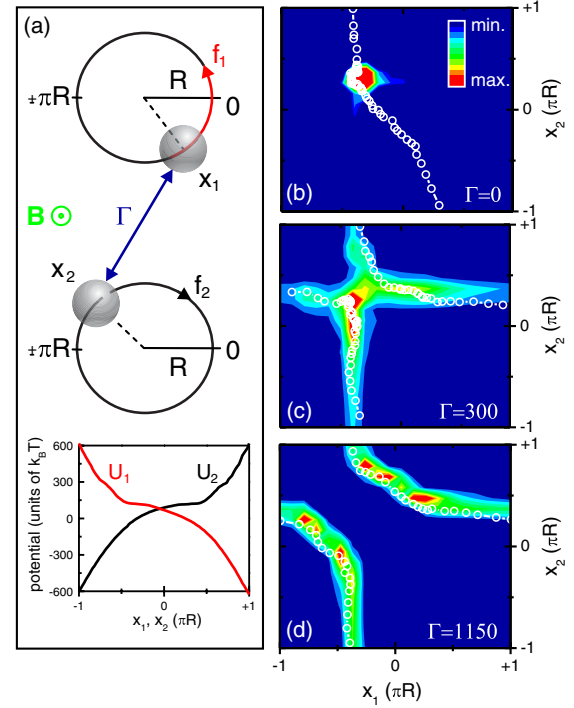 (a)
f₁
R
∓πR
0
x₁
Γ
B ⊙
x₂
f₂
∓πR
R
0
600
300
0
-300
-600
U₁
U₂
potential (units of k_BT)
-1
0
+1
x₁, x₂ (πR)
min.
max.
(b)
Γ=0
+1
0
-1
x₂ (πR)
(c)
Γ=300
+1
0
-1
x₂ (πR)
(d)
Γ=1150
+1
0
-1
x₂ (πR)
-1
0
+1
x₁ (πR)